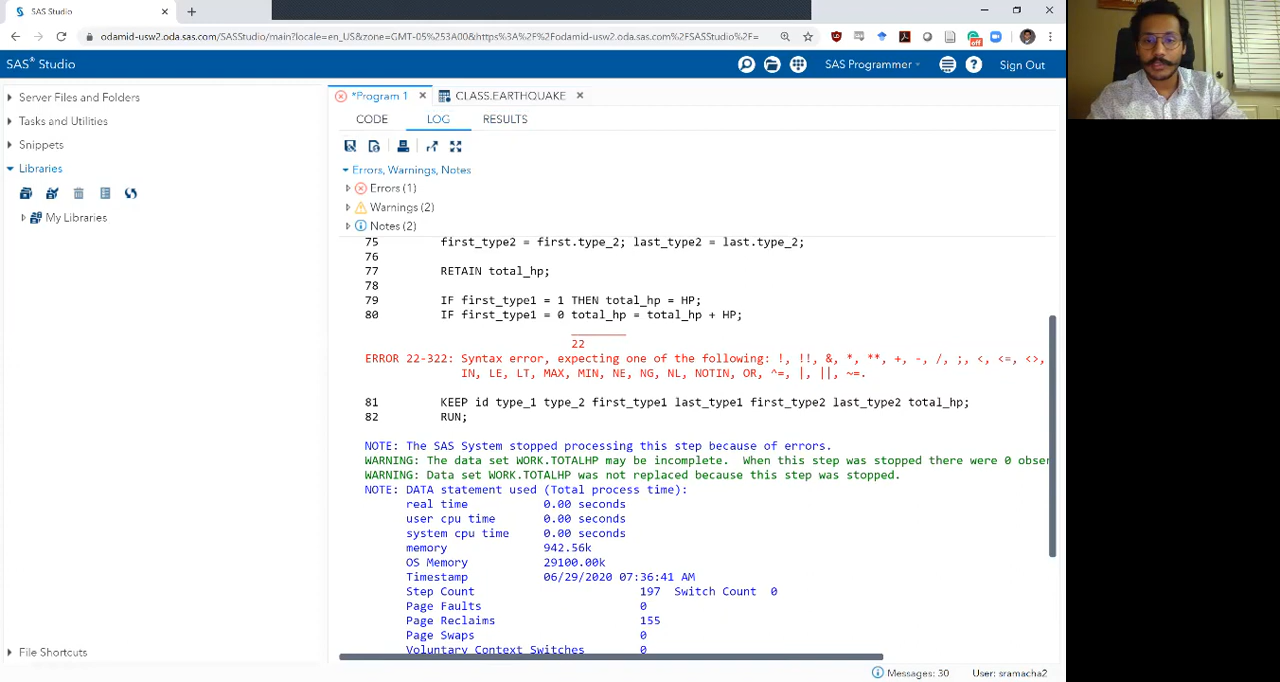 SAS Studio
odamid-usw2.oda.sas.com/SASStudio/main?locale=en_US&zone=GMT-05%253A00&https%3A%2F%2Fodamid-usw2.oda.sas.com%2FSASStudio%2F=
off
SAS® Studio
SAS Programmer
Sign Out
Server Files and Folders
Tasks and Utilities
Snippets
Libraries
My Libraries
File Shortcuts
*Program 1
CLASS.EARTHQUAKE
CODE
LOG
RESULTS
Errors, Warnings, Notes
Errors (1)
Warnings (2)
Notes (2)
75 first_type2 = first.type_2; last_type2 = last.type_2;
76
77 RETAIN total_hp;
78
79 IF first_type1 = 1 THEN total_hp = HP;
80 IF first_type1 = 0 total_hp = total_hp + HP;
________
22
ERROR 22-322: Syntax error, expecting one of the following: !, !!, &, *, **, +, -, /, ;, <, <=, <>,
IN, LE, LT, MAX, MIN, NE, NG, NL, NOTIN, OR, ^=, |, ||, ~=.
81 KEEP id type_1 type_2 first_type1 last_type1 first_type2 last_type2 total_hp;
82 RUN;
NOTE: The SAS System stopped processing this step because of errors.
WARNING: The data set WORK.TOTALHP may be incomplete. When this step was stopped there were 0 obser
WARNING: Data set WORK.TOTALHP was not replaced because this step was stopped.
NOTE: DATA statement used (Total process time):
real time 0.00 seconds
user cpu time 0.00 seconds
system cpu time 0.00 seconds
memory 942.56k
OS Memory 29100.00k
Timestamp 06/29/2020 07:36:41 AM
Step Count 197 Switch Count 0
Page Faults 0
Page Reclaims 155
Page Swaps 0
Voluntary Context Switches 0
Messages: 30
User: sramacha2